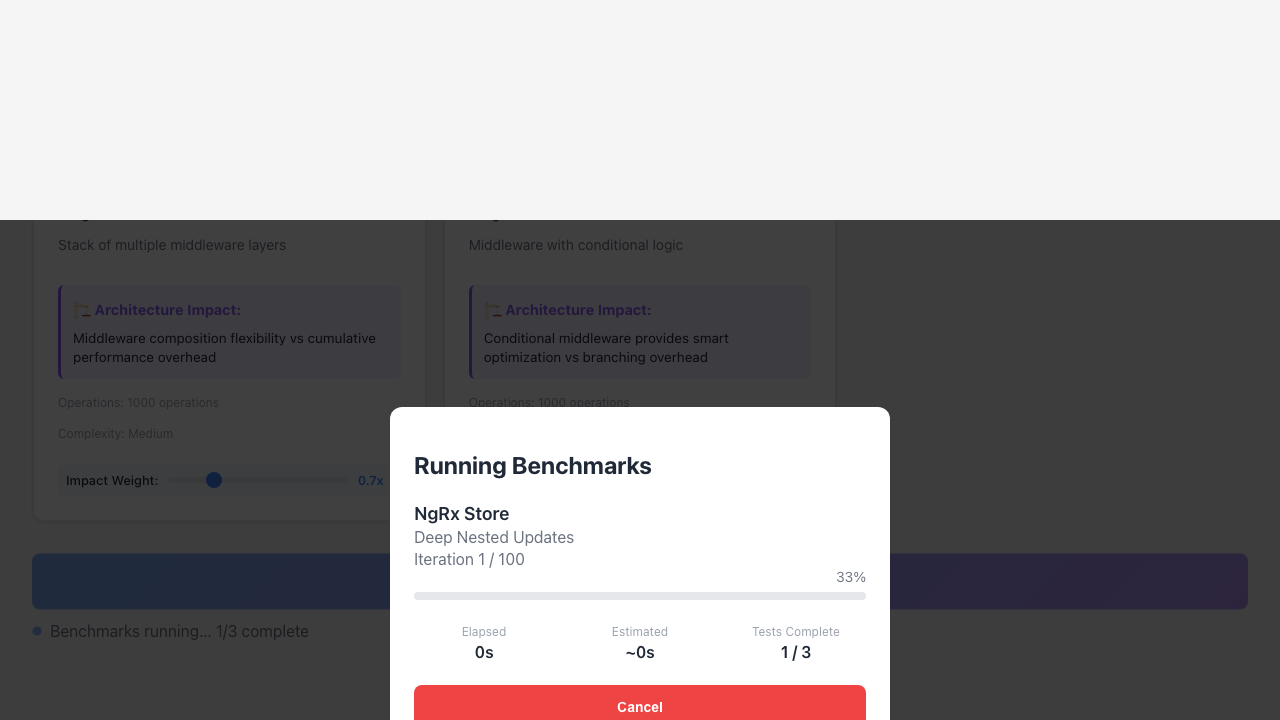 Stack of multiple middleware layers
Middleware with conditional logic
Architecture Impact:
Middleware composition flexibility vs cumulative
performance overhead
Architecture Impact:
Conditional middleware provides smart
optimization vs branching overhead
Operations: 1000 operations
Operations: 1000 operations
Complexity: Medium
Impact Weight:
0.7x
Running Benchmarks
NgRx Store
Deep Nested Updates
Iteration 1 / 100
33%
Elapsed
Estimated
Tests Complete
0s
~0s
1 / 3
Cancel
Benchmarks running... 1/3 complete